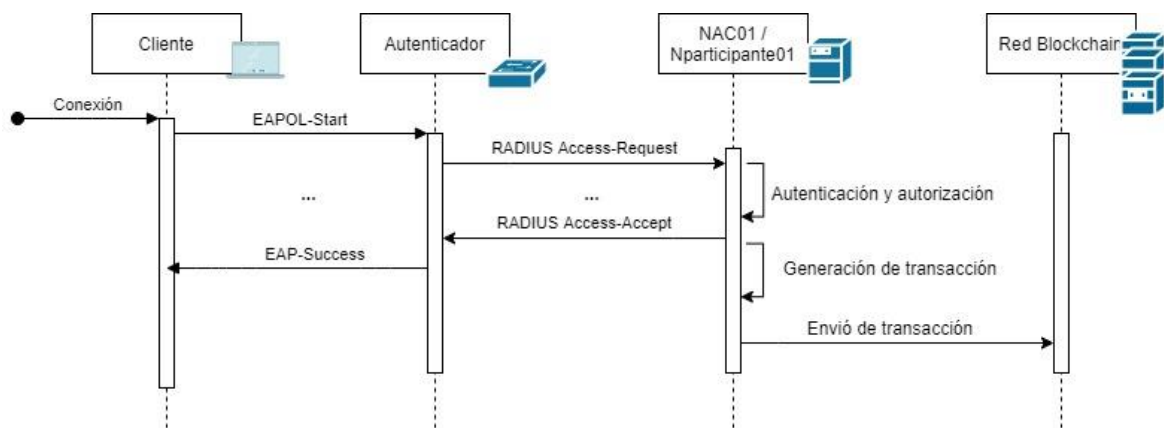 Cliente
Autenticador
NAC01 /
Nparticipante01
Red Blockchain
Conexión
EAPOL-Start
RADIUS Access-Request
...
...
Autenticación y autorización
RADIUS Access-Accept
EAP-Success
Generación de transacción
Envió de transacción